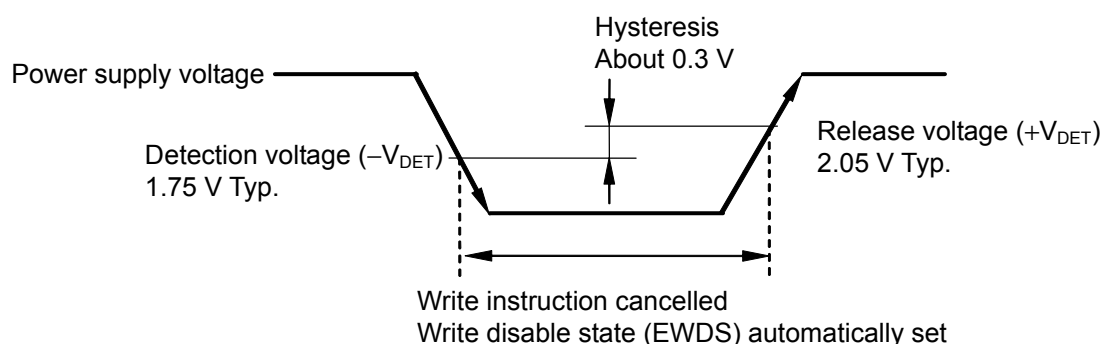 Hysteresis
About 0.3 V
Power supply voltage
Detection voltage (−VDET)
1.75 V Typ.
Release voltage (+VDET)
2.05 V Typ.
Write instruction cancelled
Write disable state (EWDS) automatically set